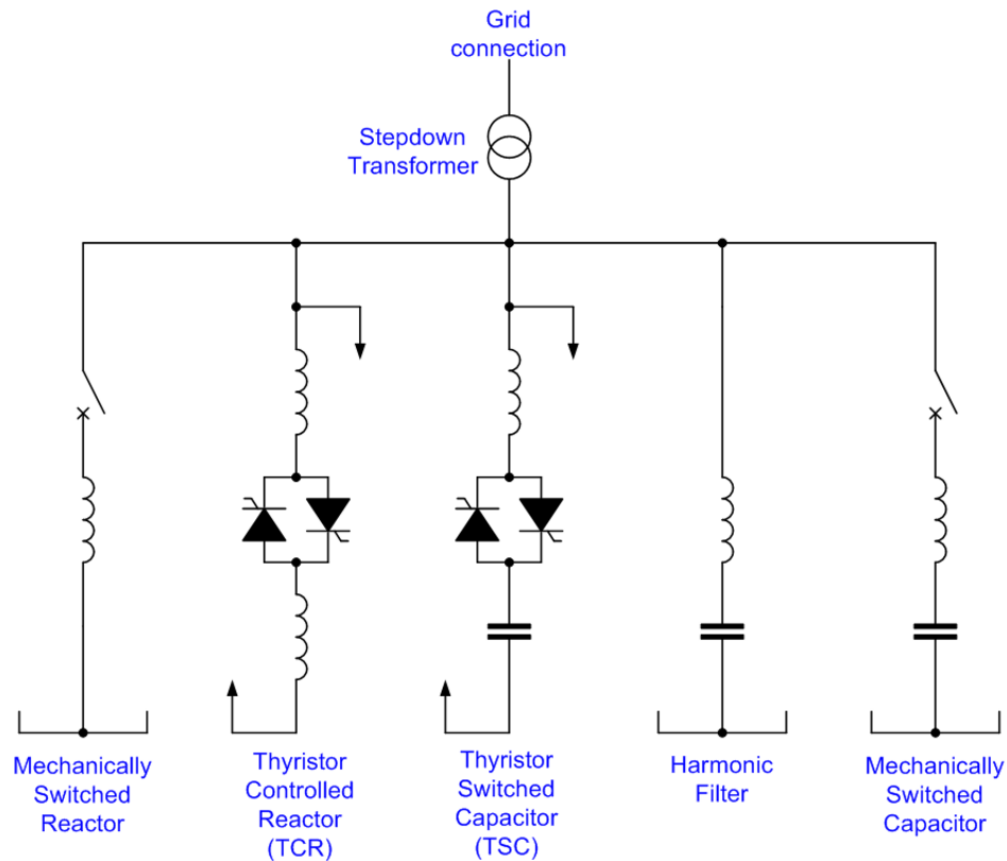 Grid
connection
Stepdown
Transformer
Mechanically
Switched
Reactor
Thyristor
Controlled
Reactor
(TCR)
Thyristor
Switched
Capacitor
(TSC)
Harmonic
Filter
Mechanically
Switched
Capacitor